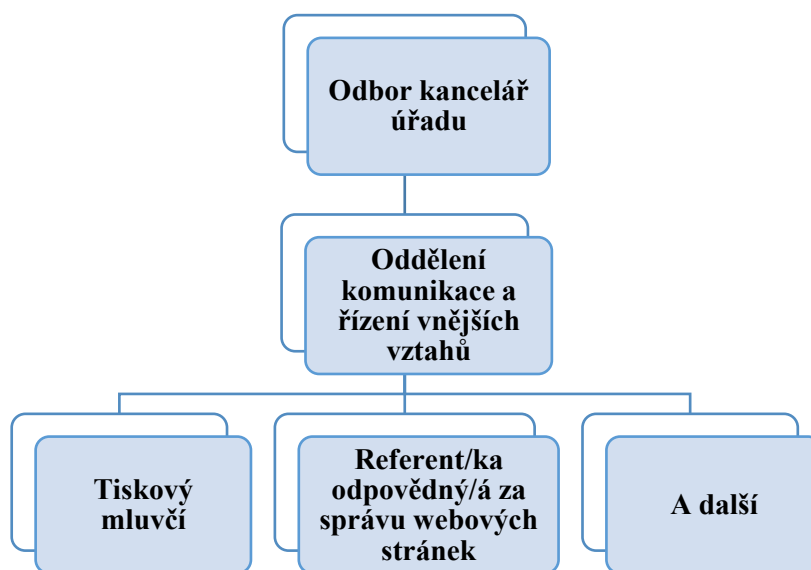 Odbor kancelář
úřadu
Oddělení
komunikace a
řízení vnějších
vztahů
Tiskový
mluvčí
Referent/ka
odpovědný/á za
správu webových
stránek
A další